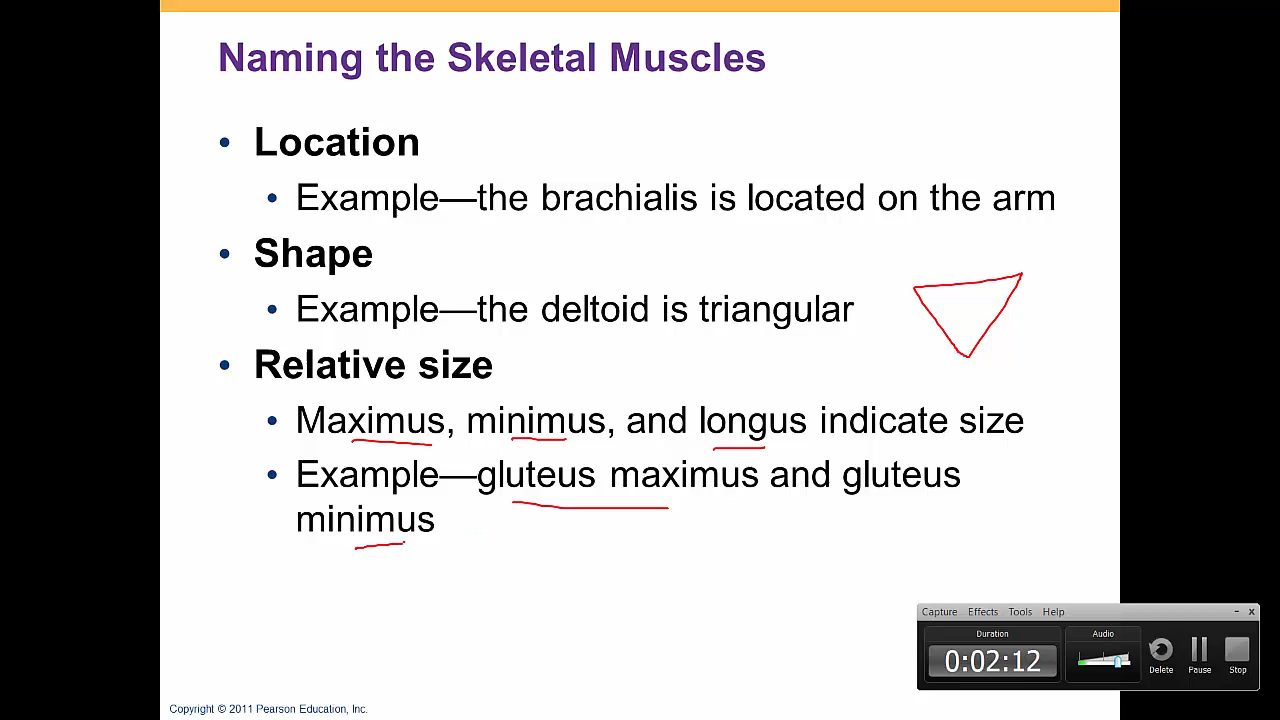 Naming the Skeletal Muscles
• Location
• Example—the brachialis is located on the arm
• Shape
• Example—the deltoid is triangular
• Relative size
• Maximus, minimus, and longus indicate size
• Example—gluteus maximus and gluteus
minimus
Capture Effects Tools Help
Duration
Audio
0:02:12
Delete Pause Stop
Copyright © 2011 Pearson Education, Inc.